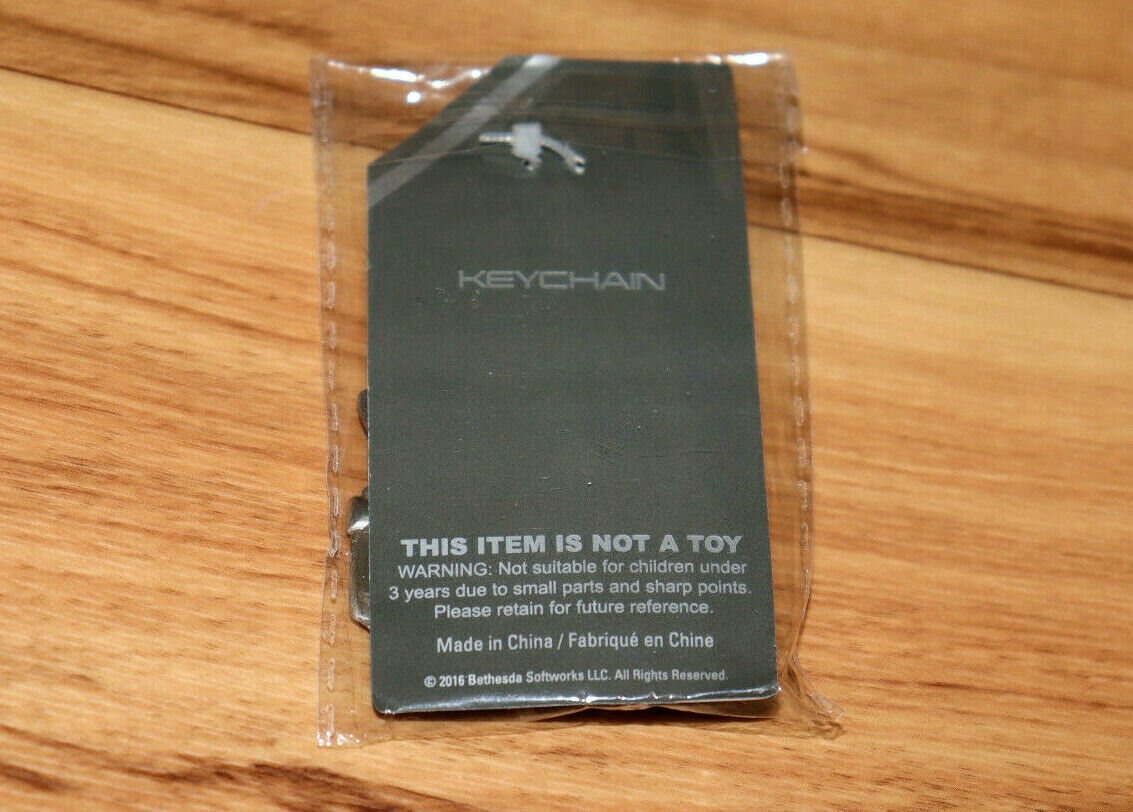 KEYCHAIN
THIS ITEM IS NOT A TOY
WARNING: Not suitable for children under
3 years due to small parts and sharp points.
Please retain for future reference.
Made in China / Fabriqué en Chine
© 2016 Bethesda Softworks LLC. All Rights Reserved.